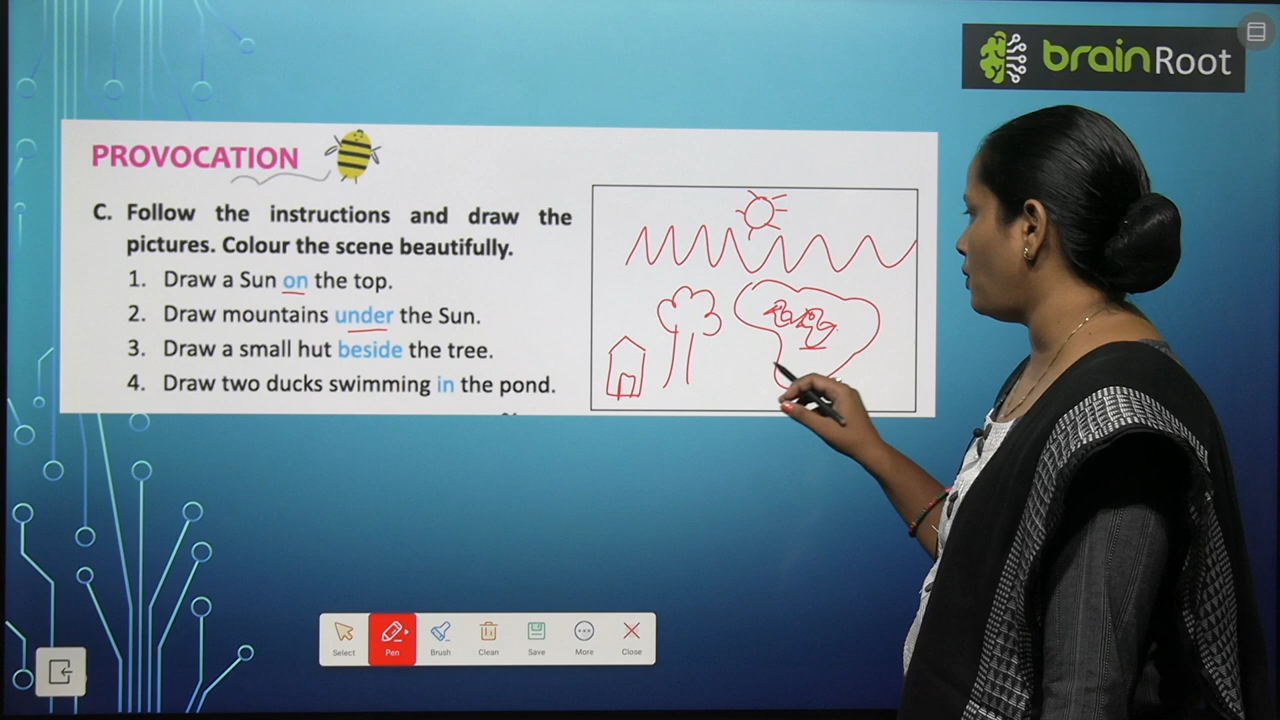 brainRoot
PROVOCATION
C. Follow the instructions and draw the
pictures. Colour the scene beautifully.
1. Draw a Sun on the top.
2. Draw mountains under the Sun.
3. Draw a small hut beside the tree.
4. Draw two ducks swimming in the pond.
Select Pen Brush Clean Save More Close